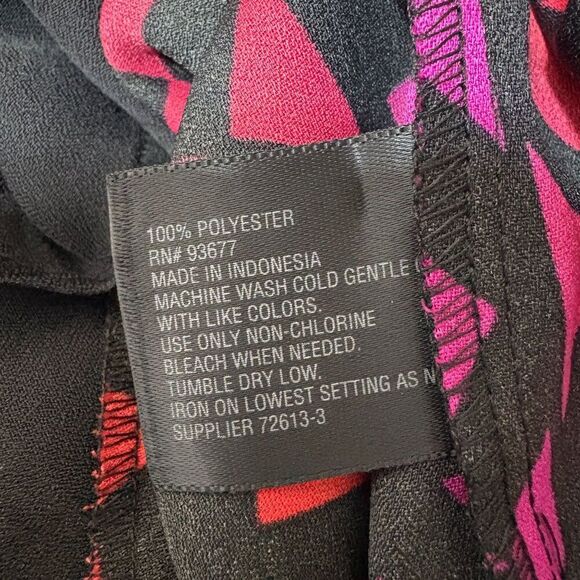 100% POLYESTER
RN# 93677
MADE IN INDONESIA
MACHINE WASH COLD GENTLE
WITH LIKE COLORS.
USE ONLY NON-CHLORINE
BLEACH WHEN NEEDED.
TUMBLE DRY LOW.
IRON ON LOWEST SETTING AS
SUPPLIER 72613-3